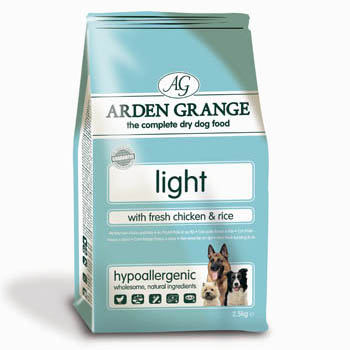 AG
ARDEN GRANGE
the complete dry dog food
GUARANTEE
light
with fresh chicken & rice
hypoallergenic
wholesome, natural ingredients
2.5kg